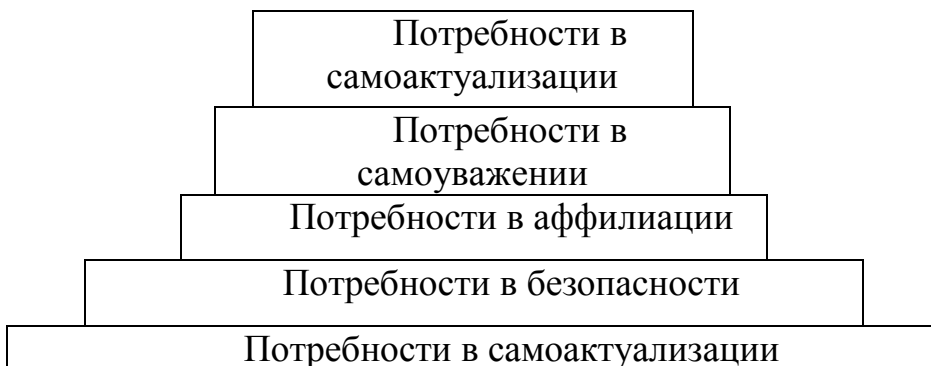 Потребности в
самоактуализации
Потребности в
самоуважении
Потребности в аффилиации
Потребности в безопасности
Потребности в самоактуализации